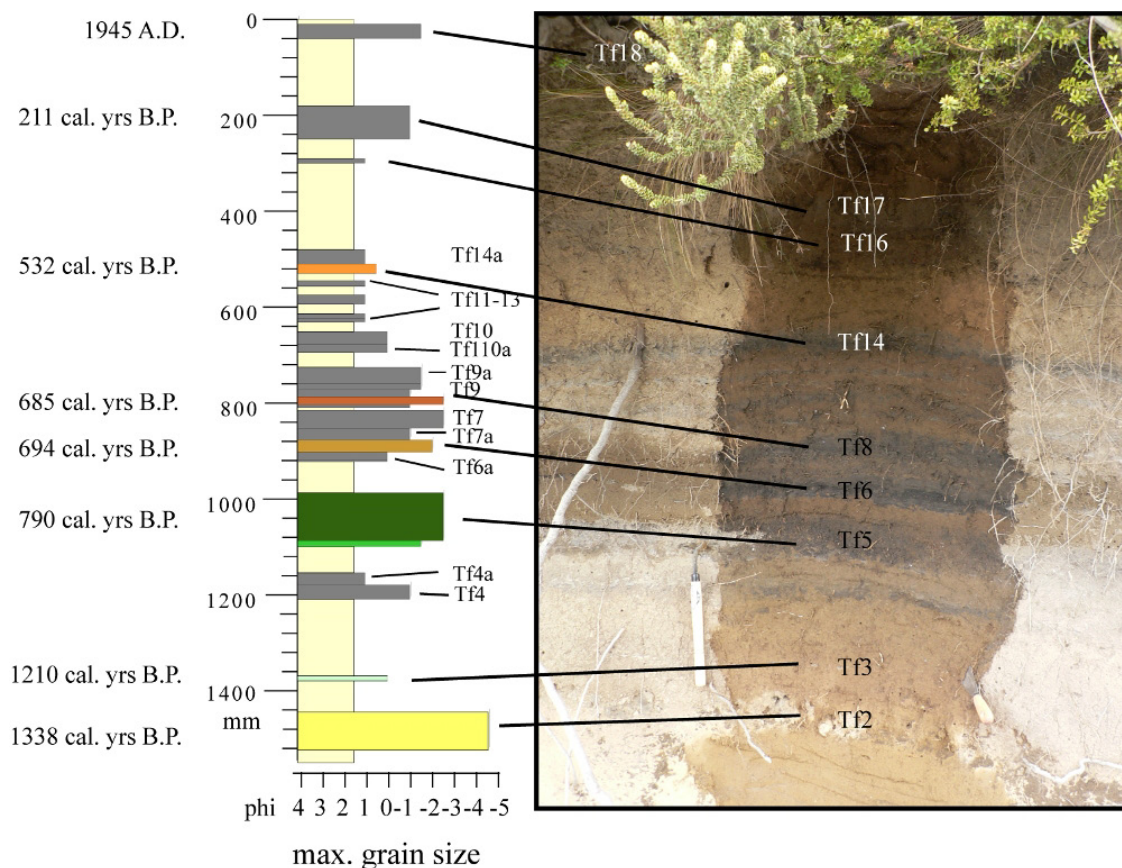 1945 A.D.
211 cal. yrs B.P.
532 cal. yrs B.P.
685 cal. yrs B.P.
694 cal. yrs B.P.
790 cal. yrs B.P.
1210 cal. yrs B.P.
1338 cal. yrs B.P.
0
200
400
600
800
1000
1200
1400
mm
Tf14a
Tf11-13
Tf10
Tf110a
Tf9a
Tf9
Tf7
Tf7a
Tf6a
Tf4a
Tf4
phi 4 3 2 1 0 -1 -2 -3 -4 -5
max. grain size
Tf18
Tf17
Tf16
Tf14
Tf8
Tf6
Tf5
Tf3
Tf2